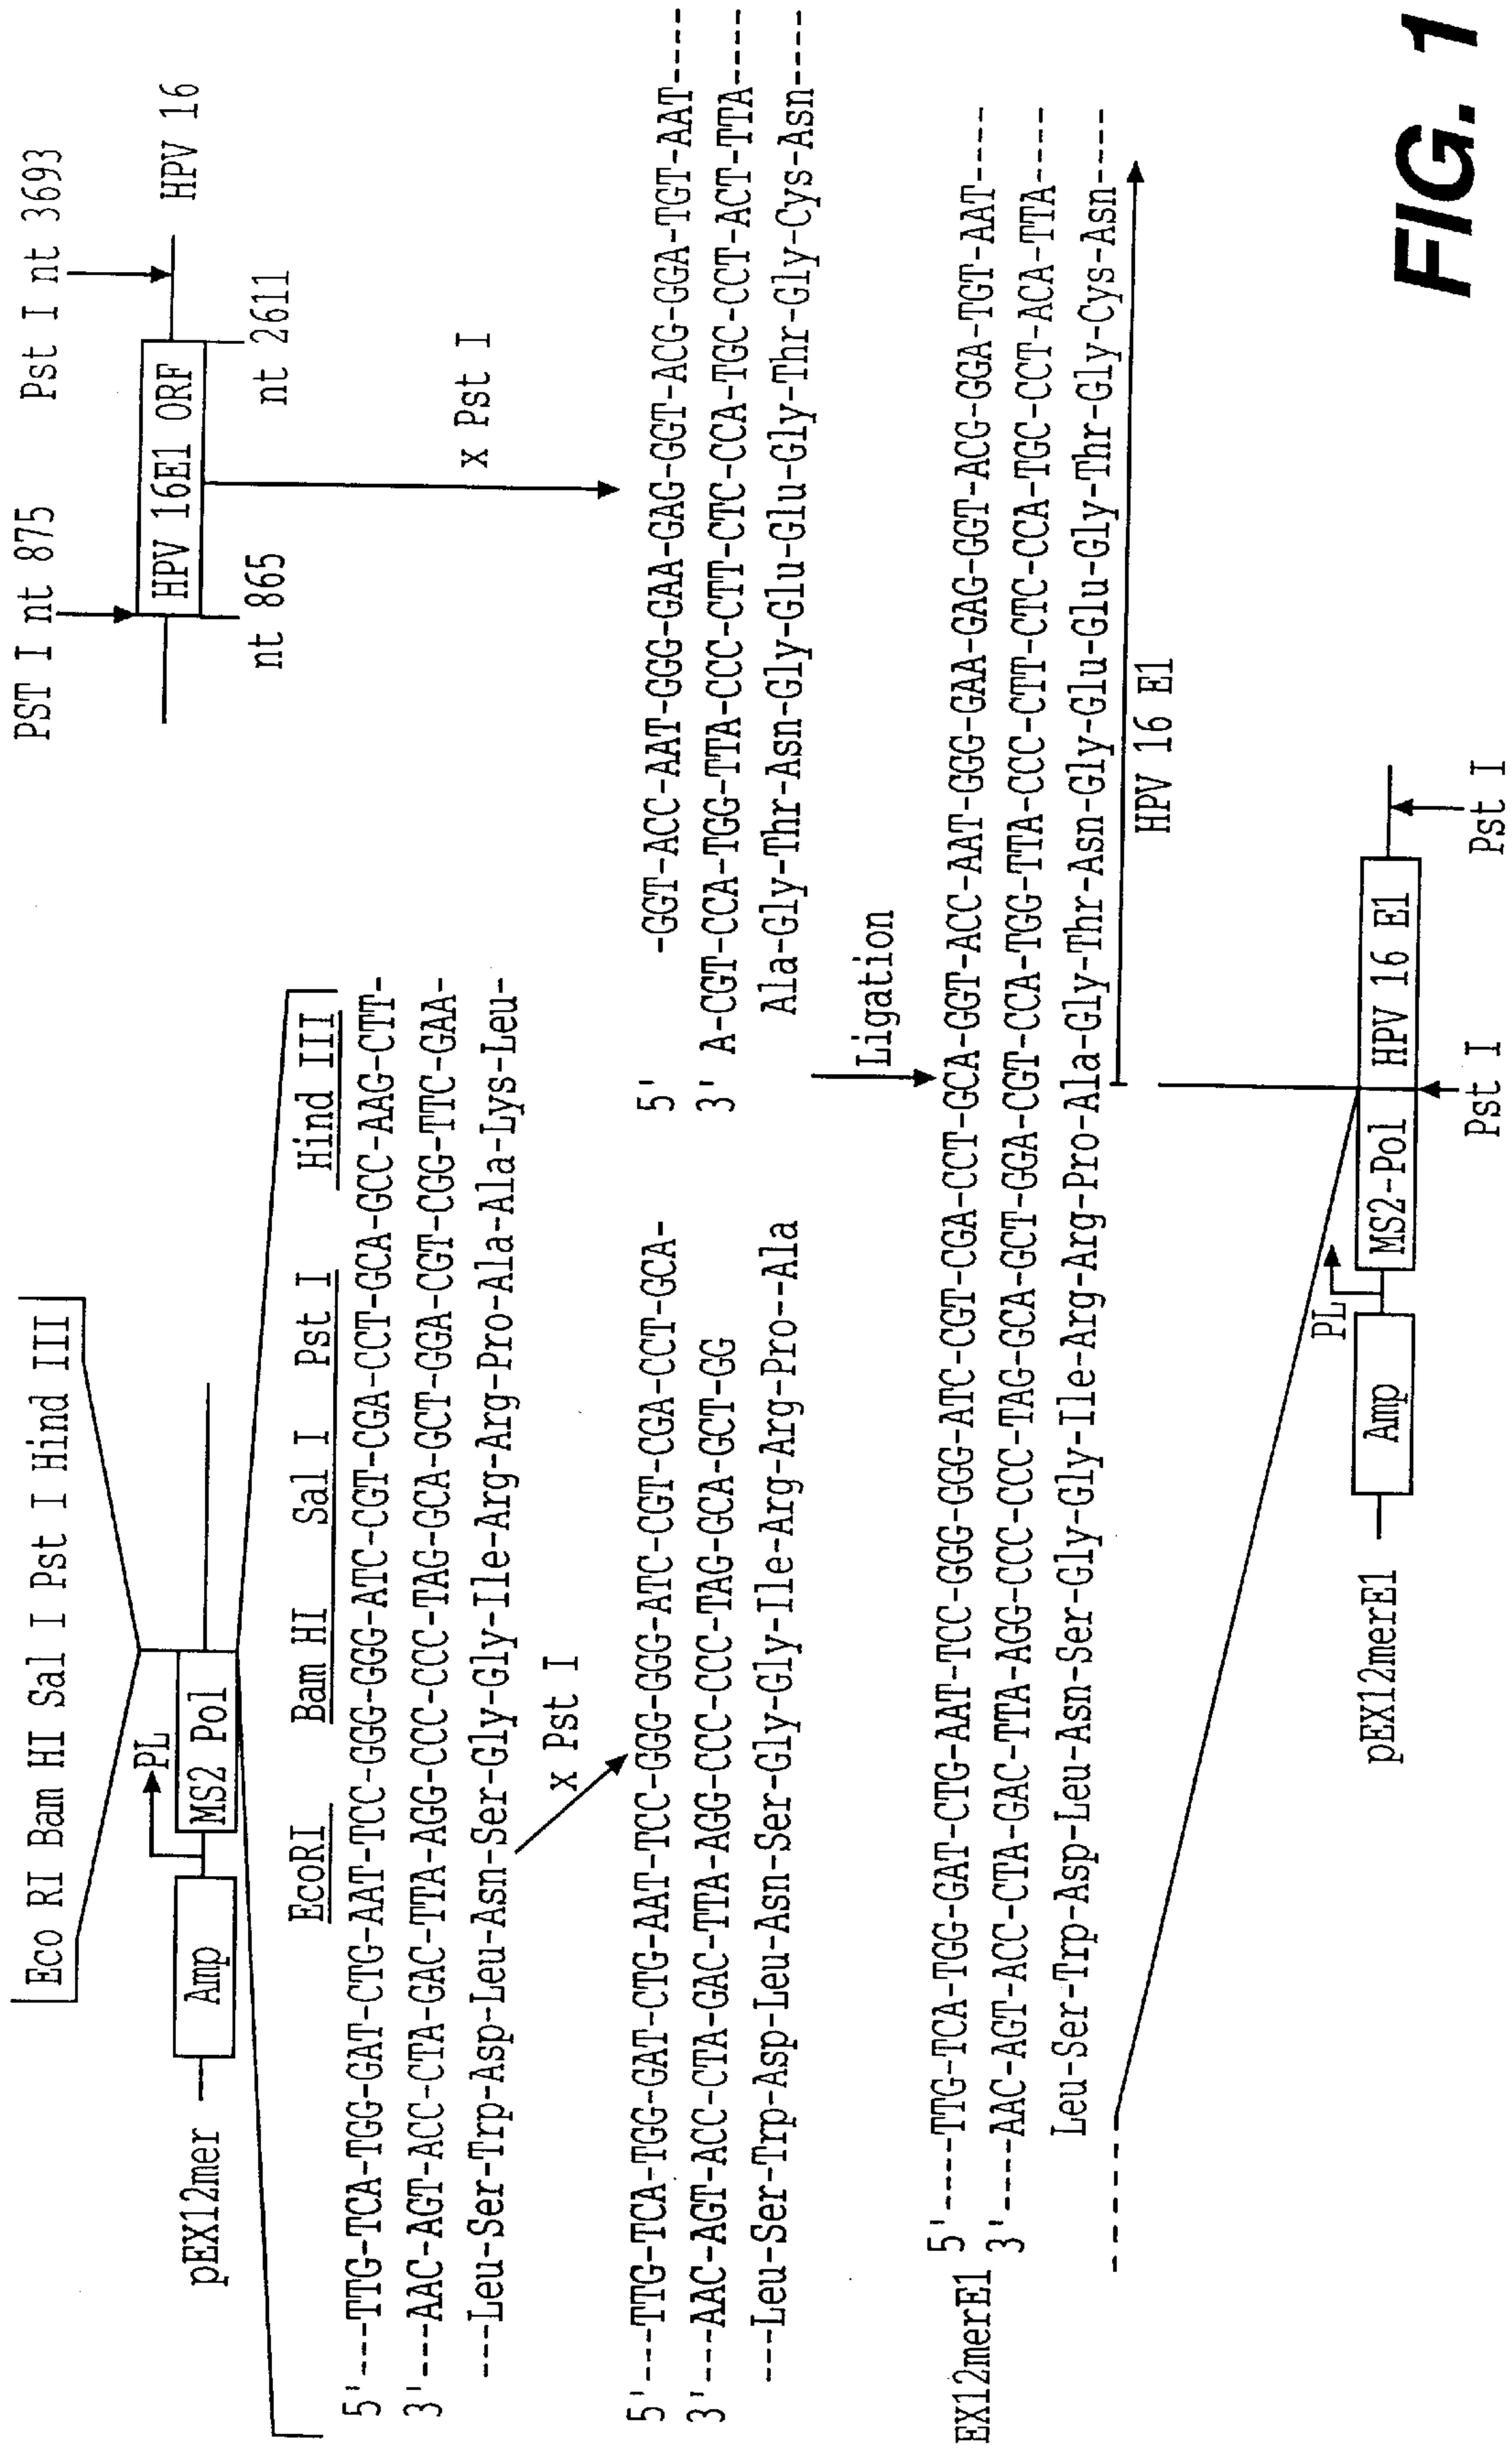 Eco RI Bam HI Sal I Pst I Hind III
PL
pEX12mer
Amp
MS2 Pol
PST I nt 875
Pst I nt 3693
HPV 16E1 ORF
HPV 16
nt 865
nt 2611
x Pst I
EcoRI
Bam HI
Sal I
Pst I
Hind III
5'----TTG-TCA-TGG-GAT-CTG-AAT-TCC-GGG-GGG-ATC-CGT-CGA-CCT-GCA-GCC-AAG-CTT-
3'----AAC-AGT-ACC-CTA-GAC-TTA-AGG-CCC-CCC-TAG-GCA-GCT-GGA-CGT-CGG-TTC-GAA-
----Leu-Ser-Trp-Asp-Leu-Asn-Ser-Gly-Gly-Ile-Arg-Arg-Pro-Ala-Ala-Lys-Leu-
x Pst I
5'----TTG-TCA-TGG-GAT-CTG-AAT-TCC-GGG-GGG-ATC-CGT-CGA-CCT-GCA-
3'----AAC-AGT-ACC-CTA-GAC-TTA-AGG-CCC-CCC-TAG-GCA-GCT-GG
----Leu-Ser-Trp-Asp-Leu-Asn-Ser-Gly-Gly-Ile-Arg-Arg-Pro--Ala
5' -GGT-ACC-AAT-GGG-GAA-GAG-GGT-ACG-GGA-TGT-AAT-----
3' A-CGT-CCA-TGG-TTA-CCC-CTT-CTC-CCA-TGC-CCT-ACT-TTA-----
Ala-Gly-Thr-Asn-Gly-Glu-Glu-Gly-Thr-Gly-Cys-Asn-----
Ligation
EX12merE1 5'-----TTG-TCA-TGG-GAT-CTG-AAT-TCC-GGG-GGG-ATC-CGT-CGA-CCT-GCA-GGT-ACC-AAT-GGG-GAA-GAG-GGT-ACG-GGA-TGT-AAT-----
3'-----AAC-AGT-ACC-CTA-GAC-TTA-AGG-CCC-CCC-TAG-GCA-GCT-GGA-CGT-CCA-TGG-TTA-CCC-CTT-CTC-CCA-TGC-CCT-ACA-TTA----
Leu-Ser-Trp-Asp-Leu-Asn-Ser-Gly-Gly-Ile-Arg-Arg-Pro-Ala-Gly-Thr-Asn-Gly-Glu-Glu-Gly-Thr-Gly-Cys-Asn----
HPV 16 E1
PL
pEX12merE1
Amp
MS2-Pol
HPV 16 E1
Pst I
Pst I
FIG. 1